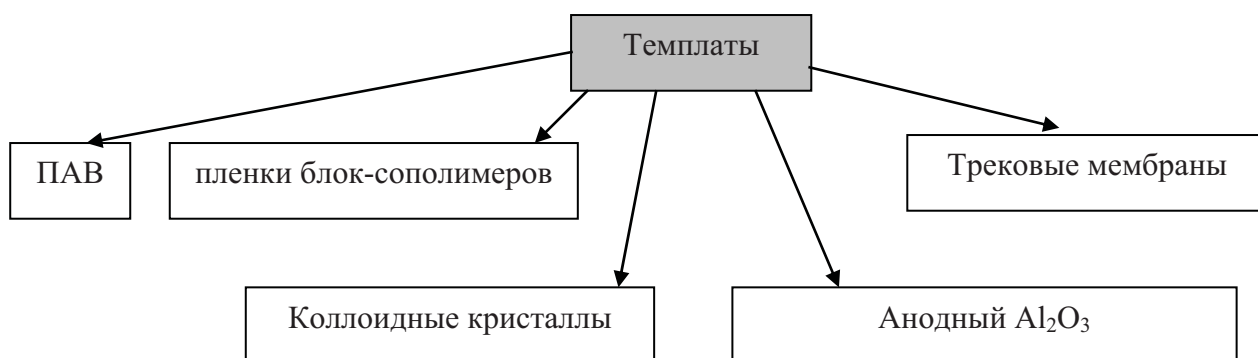 Темплаты
ПАВ
пленки блок-сополимеров
Трековые мембраны
Коллоидные кристаллы
Анодный Al₂O₃